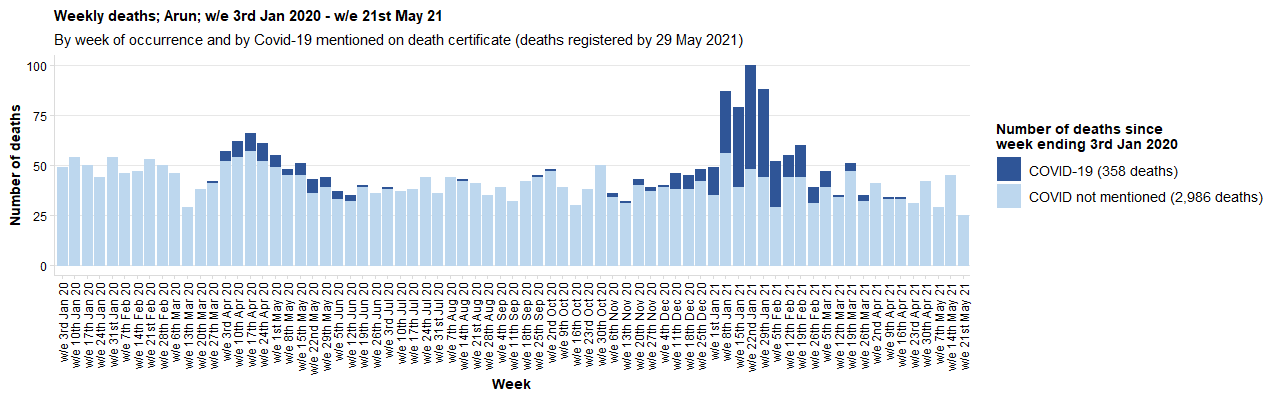 Weekly deaths; Arun; w/e 3rd Jan 2020 - w/e 21st May 21
By week of occurrence and by Covid-19 mentioned on death certificate (deaths registered by 29 May 2021)
Number of deaths
100
75
50
25
0
w/e 3rd Jan 20
w/e 10th Jan 20
w/e 17th Jan 20
w/e 24th Jan 20
w/e 31st Jan 20
w/e 7th Feb 20
w/e 14th Feb 20
w/e 21st Feb 20
w/e 28th Feb 20
w/e 6th Mar 20
w/e 13th Mar 20
w/e 20th Mar 20
w/e 27th Mar 20
w/e 3rd Apr 20
w/e 10th Apr 20
w/e 17th Apr 20
w/e 24th Apr 20
w/e 1st May 20
w/e 8th May 20
w/e 15th May 20
w/e 22nd May 20
w/e 29th May 20
w/e 5th Jun 20
w/e 12th Jun 20
w/e 19th Jun 20
w/e 26th Jun 20
w/e 3rd Jul 20
w/e 10th Jul 20
w/e 17th Jul 20
w/e 24th Jul 20
w/e 31st Jul 20
w/e 7th Aug 20
w/e 14th Aug 20
w/e 21st Aug 20
w/e 28th Aug 20
w/e 4th Sep 20
w/e 11th Sep 20
w/e 18th Sep 20
w/e 25th Sep 20
w/e 2nd Oct 20
w/e 9th Oct 20
w/e 16th Oct 20
w/e 23rd Oct 20
w/e 30th Oct 20
w/e 6th Nov 20
w/e 13th Nov 20
w/e 20th Nov 20
w/e 27th Nov 20
w/e 4th Dec 20
w/e 11th Dec 20
w/e 18th Dec 20
w/e 25th Dec 20
w/e 1st Jan 21
w/e 8th Jan 21
w/e 15th Jan 21
w/e 22nd Jan 21
w/e 29th Jan 21
w/e 5th Feb 21
w/e 12th Feb 21
w/e 19th Feb 21
w/e 26th Feb 21
w/e 5th Mar 21
w/e 12th Mar 21
w/e 19th Mar 21
w/e 26th Mar 21
w/e 2nd Apr 21
w/e 9th Apr 21
w/e 16th Apr 21
w/e 23rd Apr 21
w/e 30th Apr 21
w/e 7th May 21
w/e 14th May 21
w/e 21st May 21
Week
Number of deaths since
week ending 3rd Jan 2020
COVID-19 (358 deaths)
COVID not mentioned (2,986 deaths)